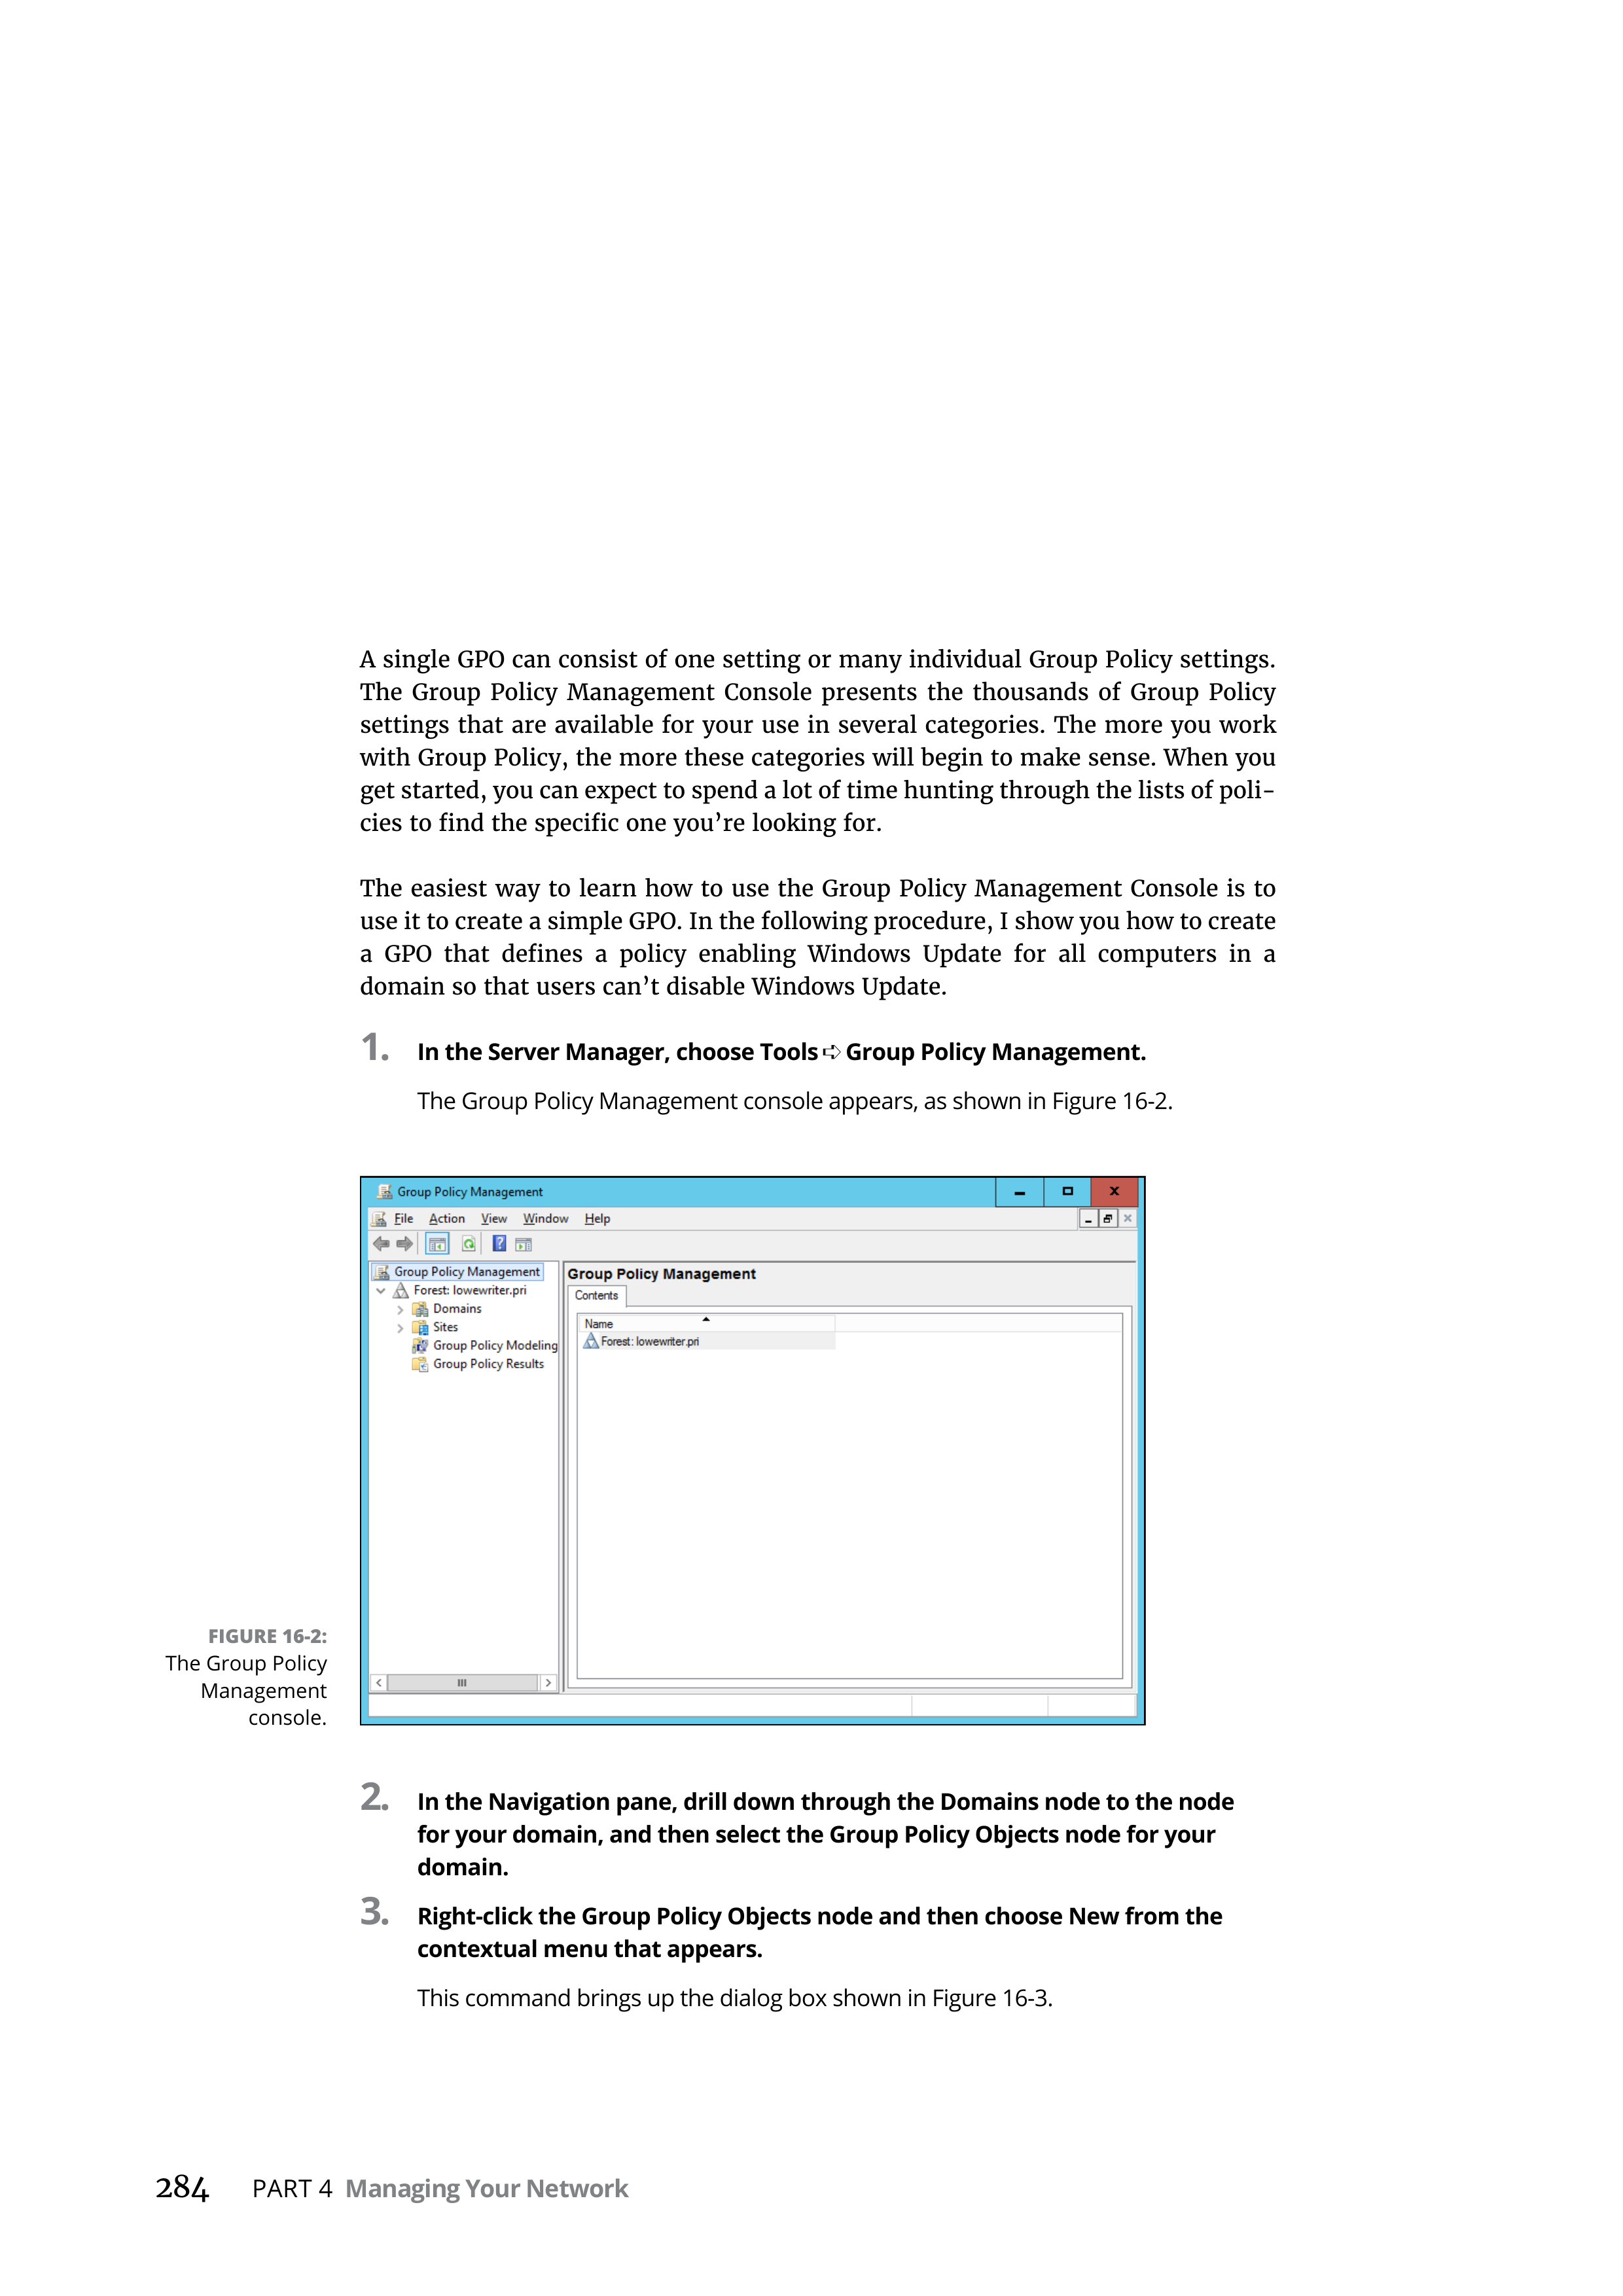 A single GPO can consist of one setting or many individual Group Policy settings.
The Group Policy Management Console presents the thousands of Group Policy
settings that are available for your use in several categories. The more you work
with Group Policy, the more these categories will begin to make sense. When you
get started, you can expect to spend a lot of time hunting through the lists of poli-
cies to find the specific one you’re looking for.
The easiest way to learn how to use the Group Policy Management Console is to
use it to create a simple GPO. In the following procedure, I show you how to create
a GPO that defines a policy enabling Windows Update for all computers in a
domain so that users can’t disable Windows Update.
1. In the Server Manager, choose Tools ➪ Group Policy Management.
The Group Policy Management console appears, as shown in Figure 16-2.
Group Policy Management
File Action View Window Help
Group Policy Management
Forest: lowewriter.pri
Domains
Sites
Group Policy Modeling
Group Policy Results
Group Policy Management
Contents
Name
Forest: lowewriter.pri
FIGURE 16-2:
The Group Policy
Management
console.
2. In the Navigation pane, drill down through the Domains node to the node
for your domain, and then select the Group Policy Objects node for your
domain.
3. Right-click the Group Policy Objects node and then choose New from the
contextual menu that appears.
This command brings up the dialog box shown in Figure 16-3.
284 PART 4 Managing Your Network